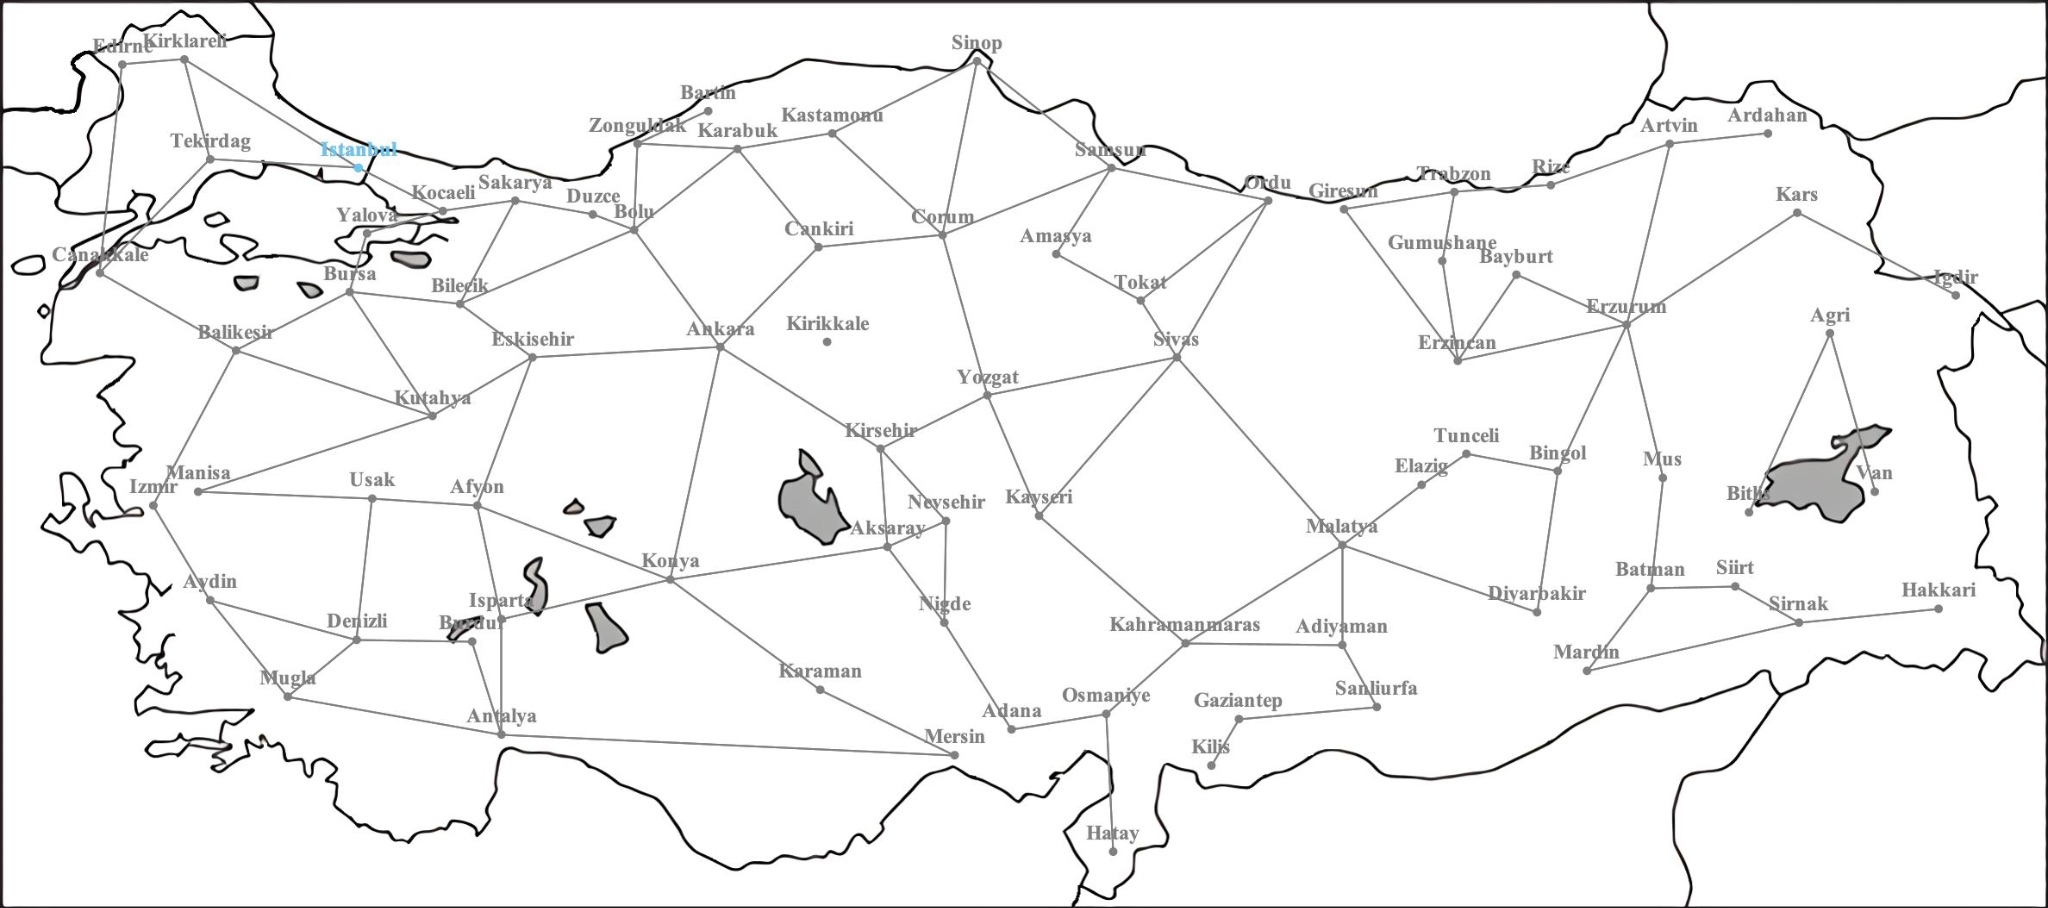 Edirne
Kirklareli
Sinop
Bartin
Kastamonu
Ardahan
Zonguldak
Karabuk
Artvin
Tekirdag
Istanbul
Samsun
Rize
Trabzon
Sakarya
Ordu
Kocaeli
Duzce
Giresun
Kars
Yalova
Bolu
Corum
Cankiri
Amasya
Gumushane
Canakkale
Bayburt
Bursa
Igdir
Bilecik
Tokat
Erzurum
Agri
Kirikkale
Ankara
Balikesir
Eskisehir
Sivas
Erzincan
Yozgat
Kutahya
Kirsehir
Tunceli
Bingol
Mus
Elazig
Manisa
Van
Usak
Izmir
Afyon
Bitlis
Kayseri
Nevsehir
Malatya
Aksaray
Konya
Siirt
Batman
Aydin
Hakkari
Diyarbakir
Isparta
Nigde
Sirnak
Denizli
Burdur
Kahramanmaras
Adiyaman
Mardin
Karaman
Mugla
Sanliurfa
Osmaniye
Gaziantep
Adana
Antalya
Mersin
Kilis
Hatay